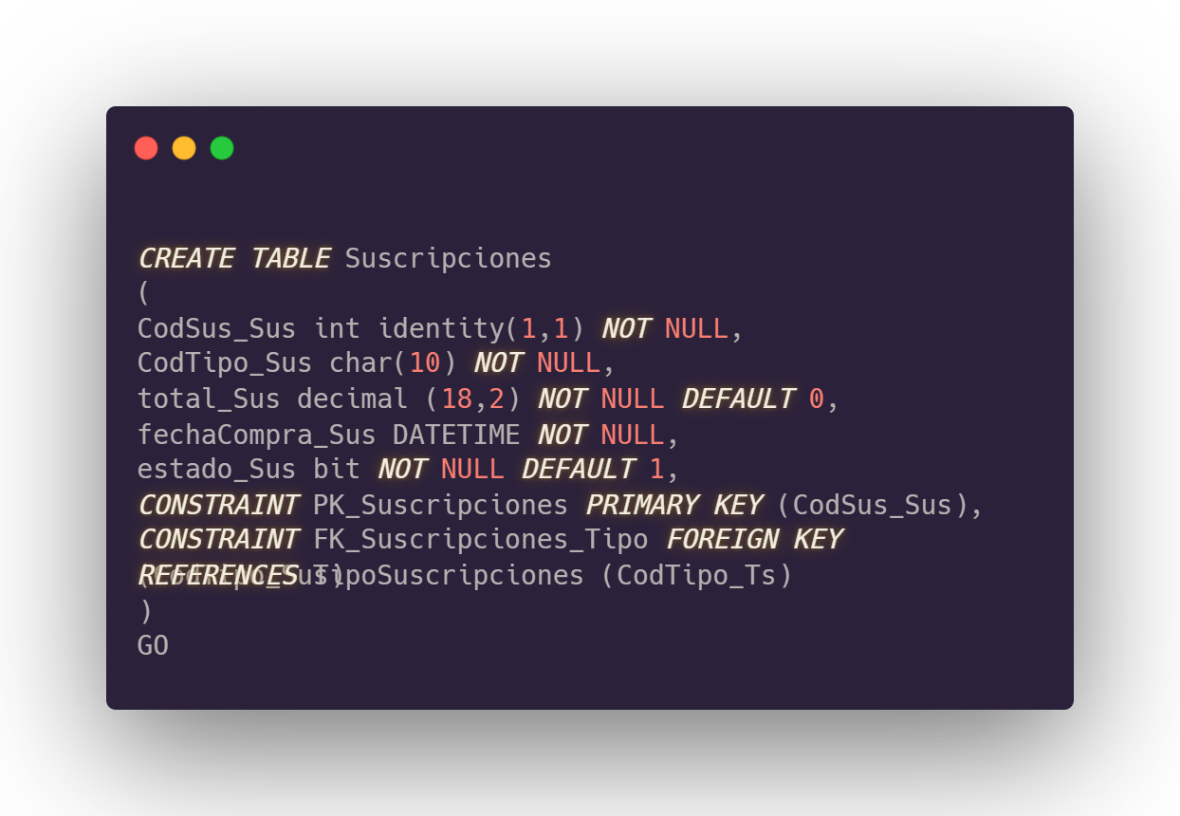 CREATE TABLE Suscripciones
(
CodSus_Sus int identity(1,1) NOT NULL,
CodTipo_Sus char(10) NOT NULL,
total_Sus decimal (18,2) NOT NULL DEFAULT 0,
fechaCompra_Sus DATETIME NOT NULL,
estado_Sus bit NOT NULL DEFAULT 1,
CONSTRAINT PK_Suscripciones PRIMARY KEY (CodSus_Sus),
CONSTRAINT FK_Suscripciones_Tipo FOREIGN KEY
REFERENCES TipoSuscripciones (CodTipo_Ts)
)
GO